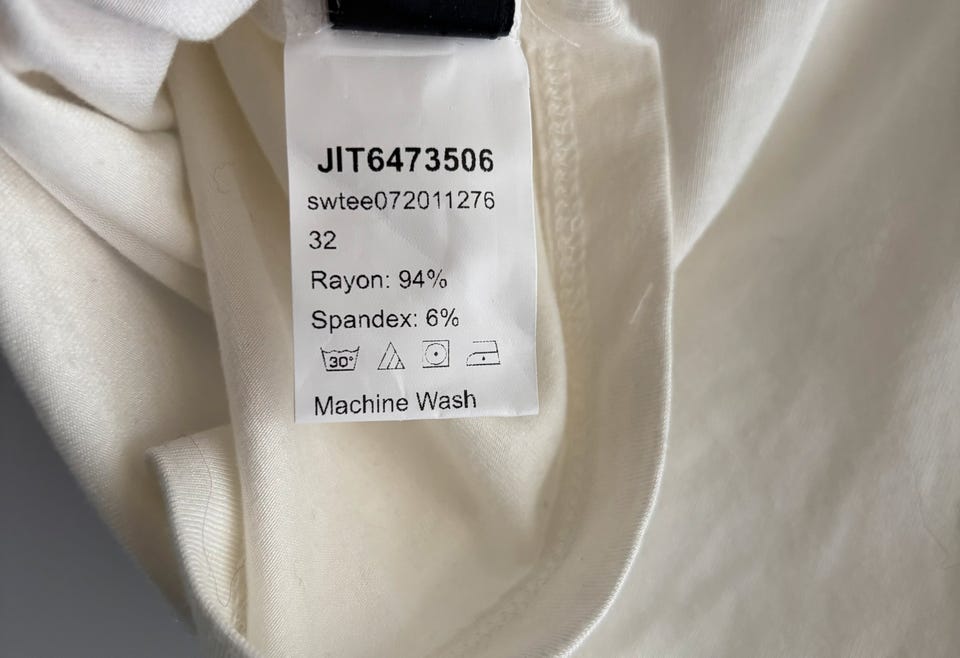 JIT6473506
swtee072011276
32
Rayon: 94%
Spandex: 6%
30°
Machine Wash